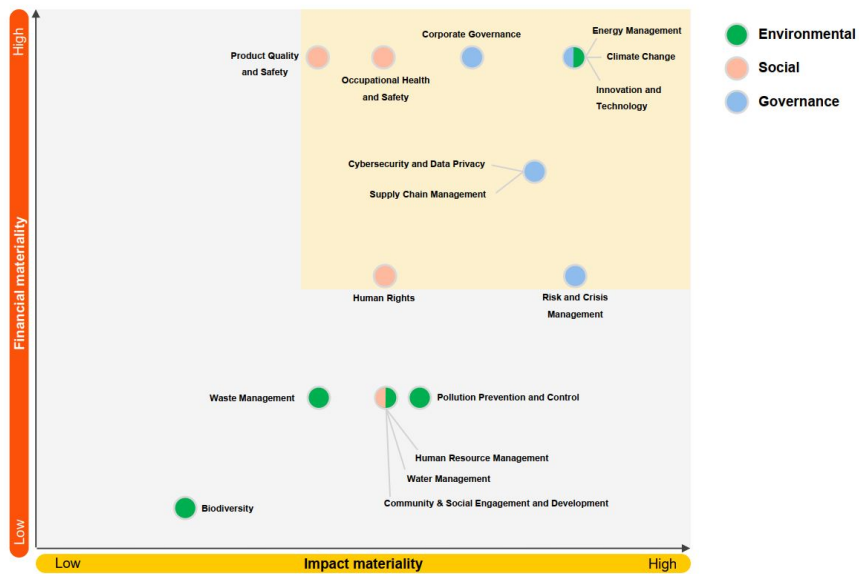 High
Financial materiality
Low
Product Quality
and Safety
Occupational Health
and Safety
Corporate Governance
Energy Management
Climate Change
Innovation and
Technology
Cybersecurity and Data Privacy
Supply Chain Management
Human Rights
Risk and Crisis
Management
Waste Management
Pollution Prevention and Control
Human Resource Management
Water Management
Community & Social Engagement and Development
Biodiversity
Low
Impact materiality
High
Environmental
Social
Governance